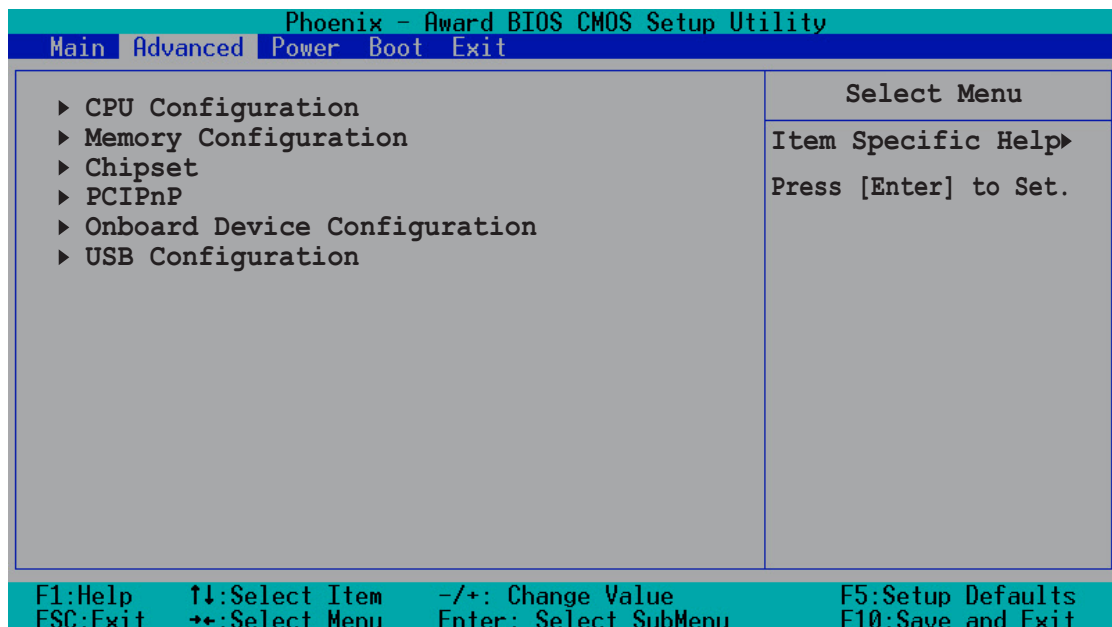 Phoenix - Award BIOS CMOS Setup Utility
Main Advanced Power Boot Exit
▶ CPU Configuration
▶ Memory Configuration
▶ Chipset
▶ PCIPnP
▶ Onboard Device Configuration
▶ USB Configuration
Select Menu
Item Specific Help▶
Press [Enter] to Set.
F1:Help ↑↓:Select Item -/+: Change Value F5:Setup Defaults
ESC:Exit →←:Select Menu Enter: Select SubMenu F10:Save and Exit